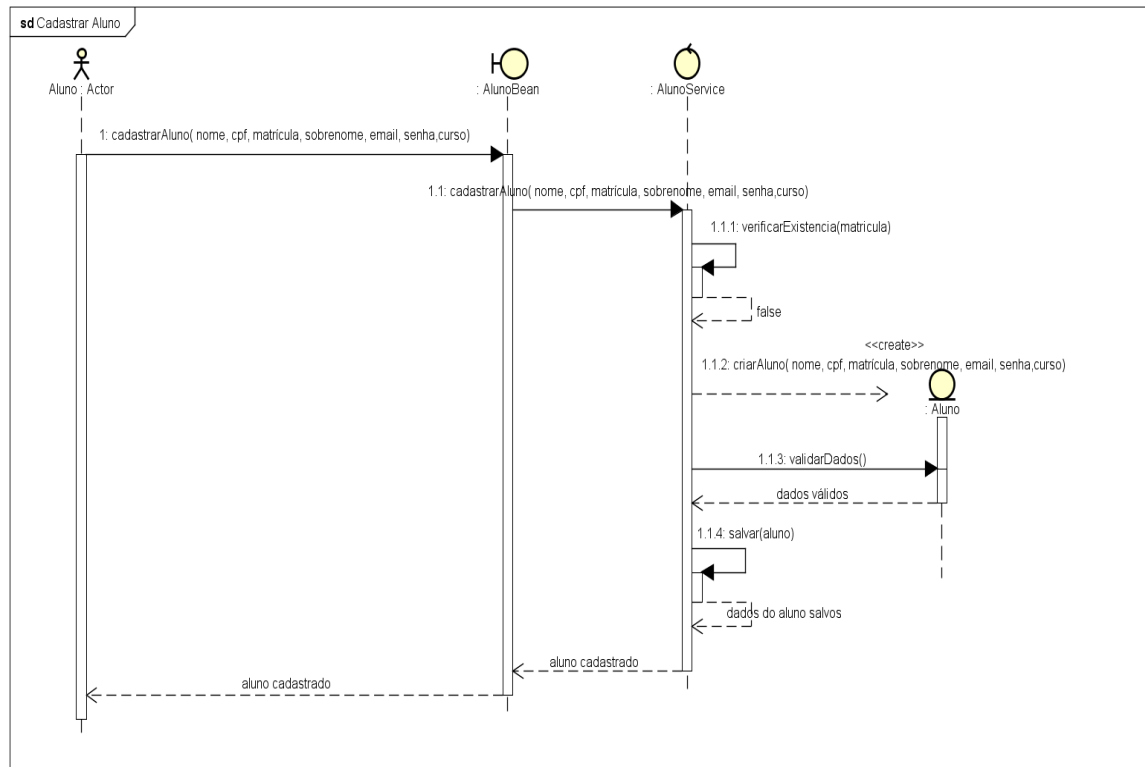 sd Cadastrar Aluno
Aluno : Actor
: AlunoBean
: AlunoService
1: cadastrarAluno( nome, cpf, matrícula, sobrenome, email, senha,curso)
1.1: cadastrarAluno( nome, cpf, matrícula, sobrenome, email, senha,curso)
1.1.1: verificarExistencia(matricula)
false
<<create>>
1.1.2: criarAluno( nome, cpf, matrícula, sobrenome, email, senha,curso)
: Aluno
1.1.3: validarDados()
dados válidos
1.1.4: salvar(aluno)
dados do aluno salvos
aluno cadastrado
aluno cadastrado